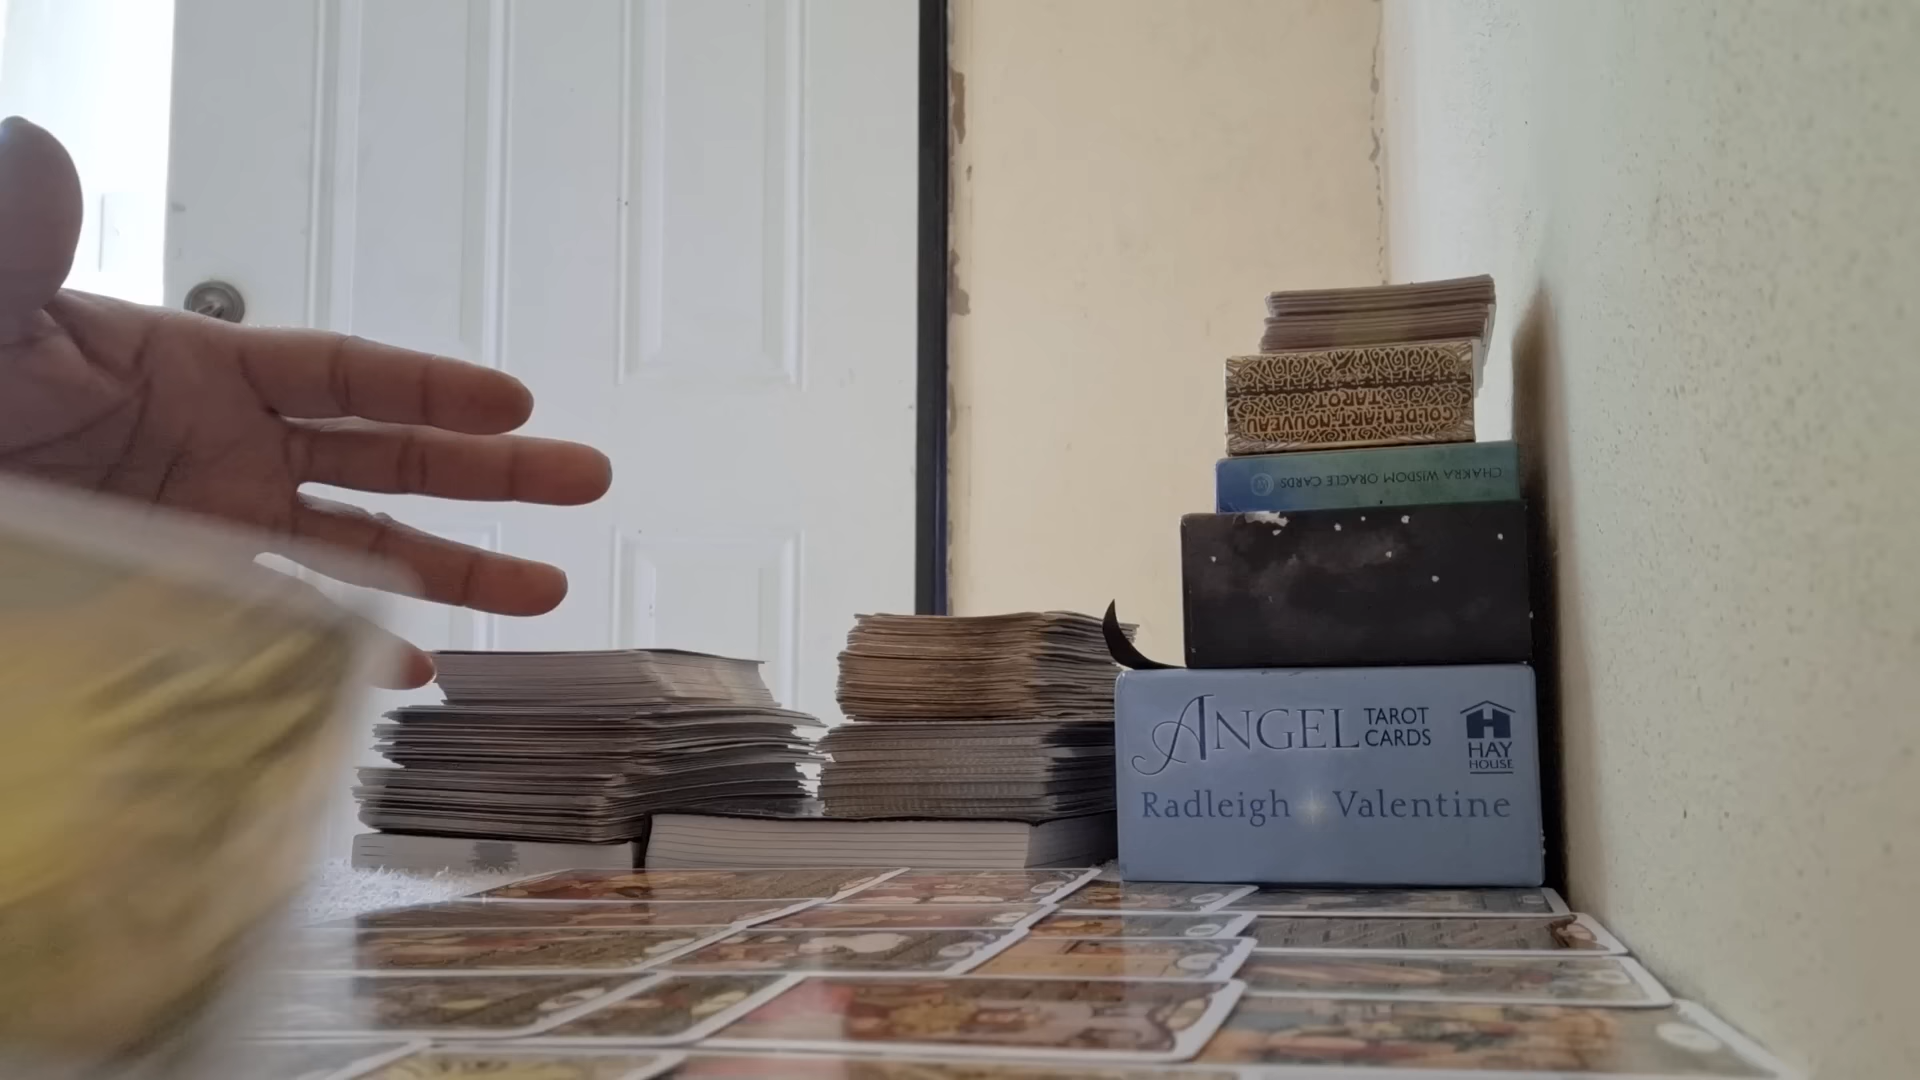 GOLDEN ART NOUVEAU
TAROT
CHAKRA WISDOM ORACLE CARDS
ANGEL TAROT
CARDS
HAY
HOUSE
Radleigh Valentine